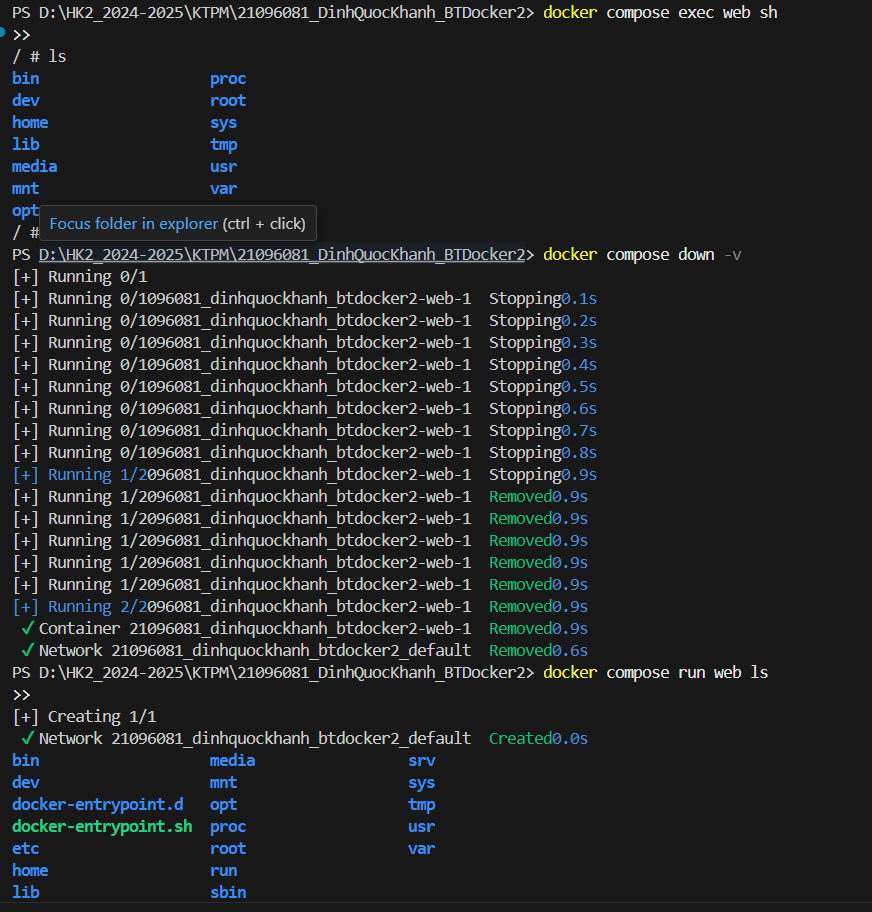 PS D:\HK2_2024-2025\KTPM\21096081_DinhQuocKhanh_BTDocker2> docker compose exec web sh
>>
/ # ls
bin proc
dev root
home sys
lib tmp
media usr
mnt var
opt
Focus folder in explorer (ctrl + click)
/ #
PS D:\HK2_2024-2025\KTPM\21096081_DinhQuocKhanh_BTDocker2> docker compose down -v
[+] Running 0/1
[+] Running 0/1096081_dinhquockhanh_btdocker2-web-1 Stopping0.1s
[+] Running 0/1096081_dinhquockhanh_btdocker2-web-1 Stopping0.2s
[+] Running 0/1096081_dinhquockhanh_btdocker2-web-1 Stopping0.3s
[+] Running 0/1096081_dinhquockhanh_btdocker2-web-1 Stopping0.4s
[+] Running 0/1096081_dinhquockhanh_btdocker2-web-1 Stopping0.5s
[+] Running 0/1096081_dinhquockhanh_btdocker2-web-1 Stopping0.6s
[+] Running 0/1096081_dinhquockhanh_btdocker2-web-1 Stopping0.7s
[+] Running 0/1096081_dinhquockhanh_btdocker2-web-1 Stopping0.8s
[+] Running 1/2096081_dinhquockhanh_btdocker2-web-1 Stopping0.9s
[+] Running 1/2096081_dinhquockhanh_btdocker2-web-1 Removed0.9s
[+] Running 1/2096081_dinhquockhanh_btdocker2-web-1 Removed0.9s
[+] Running 1/2096081_dinhquockhanh_btdocker2-web-1 Removed0.9s
[+] Running 1/2096081_dinhquockhanh_btdocker2-web-1 Removed0.9s
[+] Running 1/2096081_dinhquockhanh_btdocker2-web-1 Removed0.9s
[+] Running 2/2096081_dinhquockhanh_btdocker2-web-1 Removed0.9s
✓ Container 21096081_dinhquockhanh_btdocker2-web-1 Removed0.9s
✓ Network 21096081_dinhquockhanh_btdocker2_default Removed0.6s
PS D:\HK2_2024-2025\KTPM\21096081_DinhQuocKhanh_BTDocker2> docker compose run web ls
>>
[+] Creating 1/1
✓ Network 21096081_dinhquockhanh_btdocker2_default Created0.0s
bin media srv
dev mnt sys
docker-entrypoint.d opt tmp
docker-entrypoint.sh proc usr
etc root var
home run
lib sbin